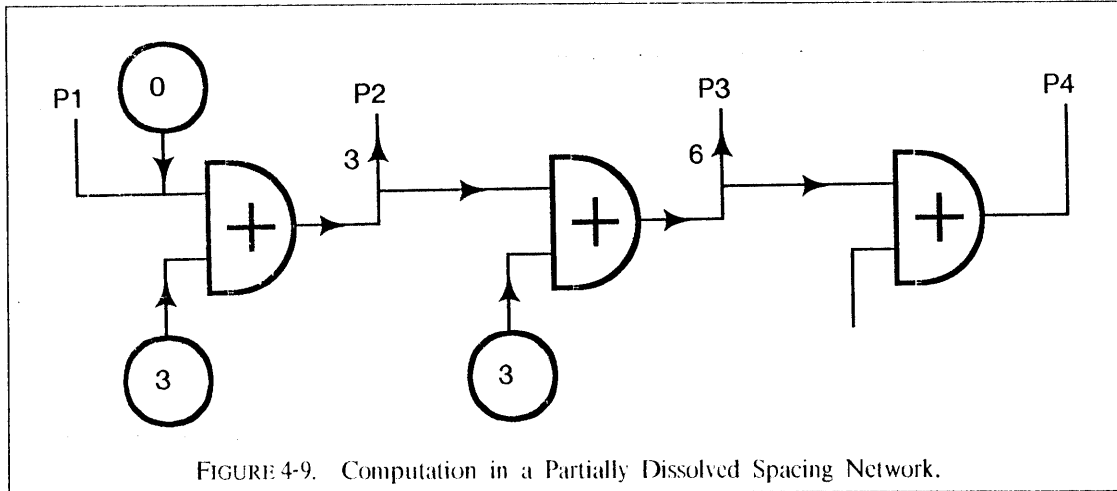 P1
0
P2
P3
P4
3
6
+
+
+
3
3
FIGURE 4-9. Computation in a Partially Dissolved Spacing Network.